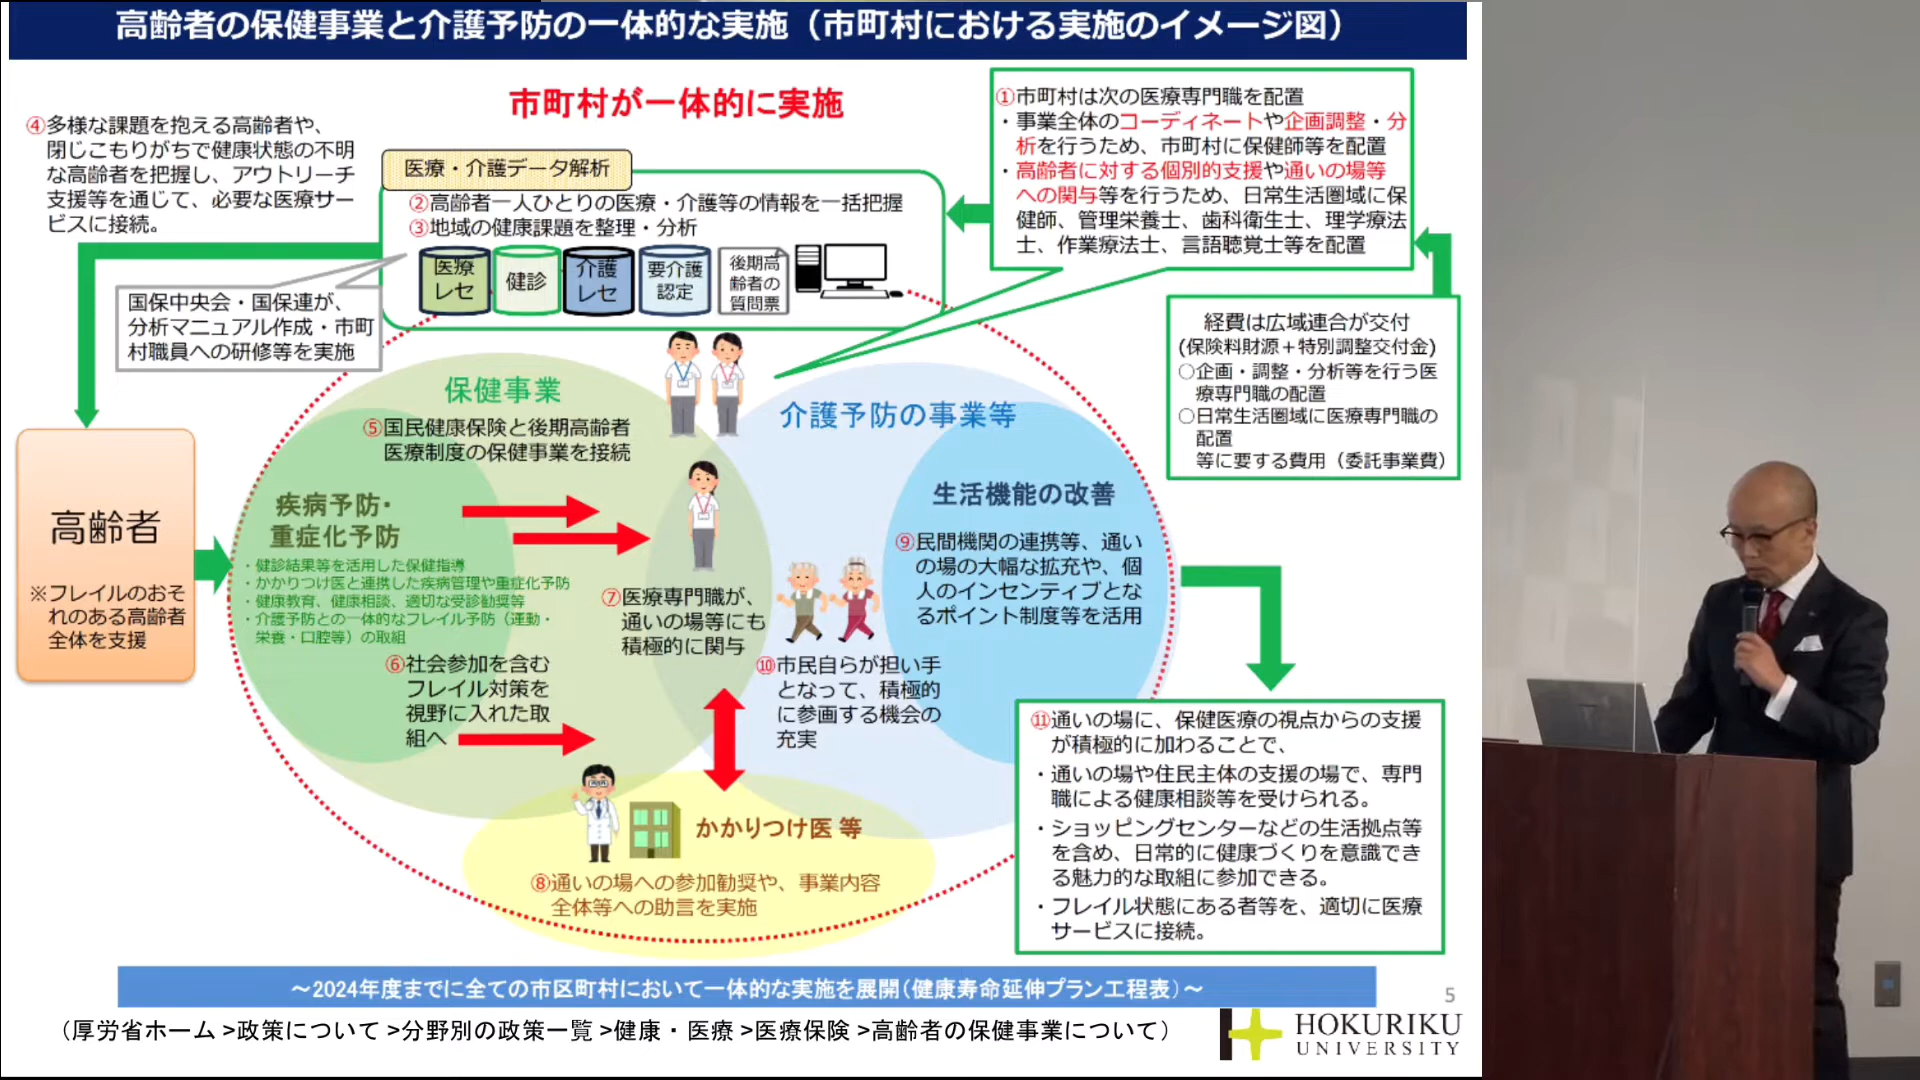 高齢者の保健事業と介護予防の一体的な実施（市町村における実施のイメージ図）
市町村が一体的に実施
④多様な課題を抱える高齢者や、
閉じこもりがちで健康状態の不明
な高齢者を把握し、アウトリーチ
支援等を通じて、必要な医療サー
ビスに接続。
医療・介護データ解析
②高齢者一人ひとりの医療・介護等の情報を一括把握
③地域の健康課題を整理・分析
医療
レセ
健診
介護
レセ
要介護
認定
後期高
齢者の
質問票
①市町村は次の医療専門職を配置
・事業全体のコーディネートや企画調整・分
析を行うため、市町村に保健師等を配置
・高齢者に対する個別的支援や通いの場等
への関与等を行うため、日常生活圏域に保
健師、管理栄養士、歯科衛生士、理学療法
士、作業療法士、言語聴覚士等を配置
国保中央会・国保連が、
分析マニュアル作成・市町
村職員への研修等を実施
経費は広域連合が交付
(保険料財源＋特別調整交付金)
○企画・調整・分析等を行う医
療専門職の配置
○日常生活圏域に医療専門職の
配置
等に要する費用（委託事業費）
高齢者
※フレイルのおそ
れのある高齢者
全体を支援
保健事業
⑤国民健康保険と後期高齢者
医療制度の保健事業を接続
疾病予防・
重症化予防
・健診結果等を活用した保健指導
・かかりつけ医と連携した疾病管理や重症化予防
・健康教育、健康相談、適切な受診勧奨等
・介護予防との一体的なフレイル予防（運動・
栄養・口腔等）の取組
⑥社会参加を含む
フレイル対策を
視野に入れた取
組へ
⑦医療専門職が、
通いの場等にも
積極的に関与
介護予防の事業等
生活機能の改善
⑨民間機関の連携等、通い
の場の大幅な拡充や、個
人のインセンティブとな
るポイント制度等を活用
⑩市民自らが担い手
となって、積極的
に参画する機会の
充実
かかりつけ医 等
⑧通いの場への参加勧奨や、事業内容
全体等への助言を実施
⑪通いの場に、保健医療の視点からの支援
が積極的に加わることで、
・通いの場や住民主体の支援の場で、専門
職による健康相談等を受けられる。
・ショッピングセンターなどの生活拠点等
を含め、日常的に健康づくりを意識でき
る魅力的な取組に参加できる。
・フレイル状態にある者等を、適切に医療
サービスに接続。
～2024年度までに全ての市区町村において一体的な実施を展開（健康寿命延伸プラン工程表）～
5
（厚労省ホーム >政策について >分野別の政策一覧 >健康・医療 >医療保険 >高齢者の保健事業について）
HOKURIKU
UNIVERSITY